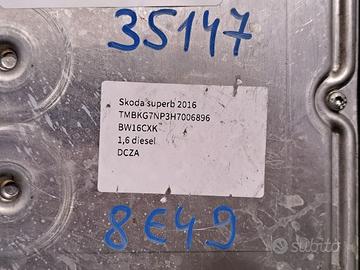 35147
Skoda superb 2016
TMBKG7NP3H7006896
BW16CXK
1,6 diesel
DCZA
8E49
subito